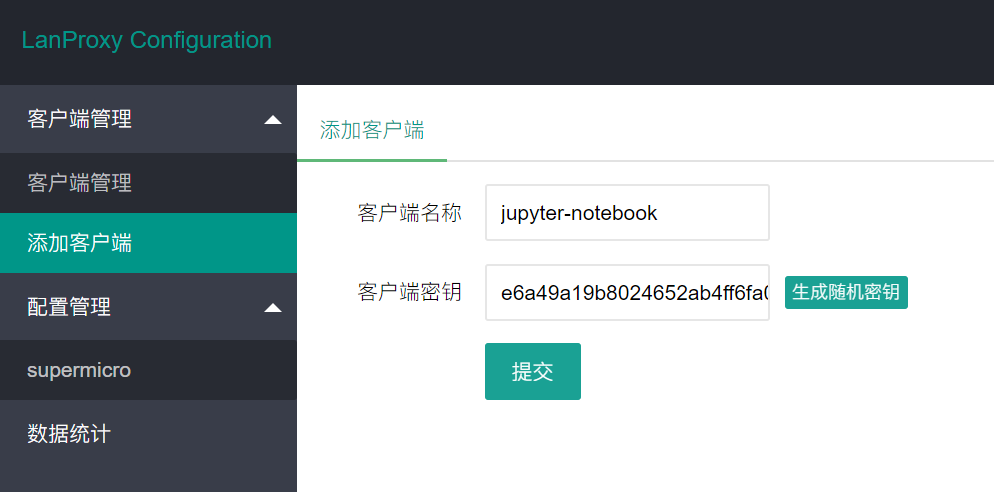 LanProxy Configuration
客户端管理
客户端管理
添加客户端
配置管理
supermicro
数据统计
添加客户端
客户端名称 jupyter-notebook
客户端密钥 e6a49a19b8024652ab4ff6fa0 生成随机密钥
提交